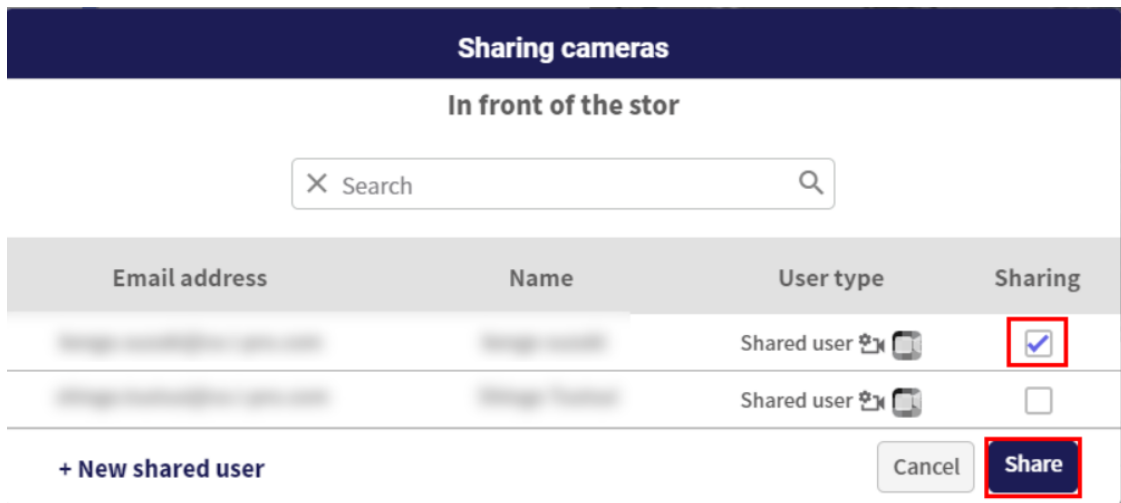 Sharing cameras
In front of the stor
Search
Email address Name User type Sharing
Shared user
Shared user
+ New shared user Cancel Share